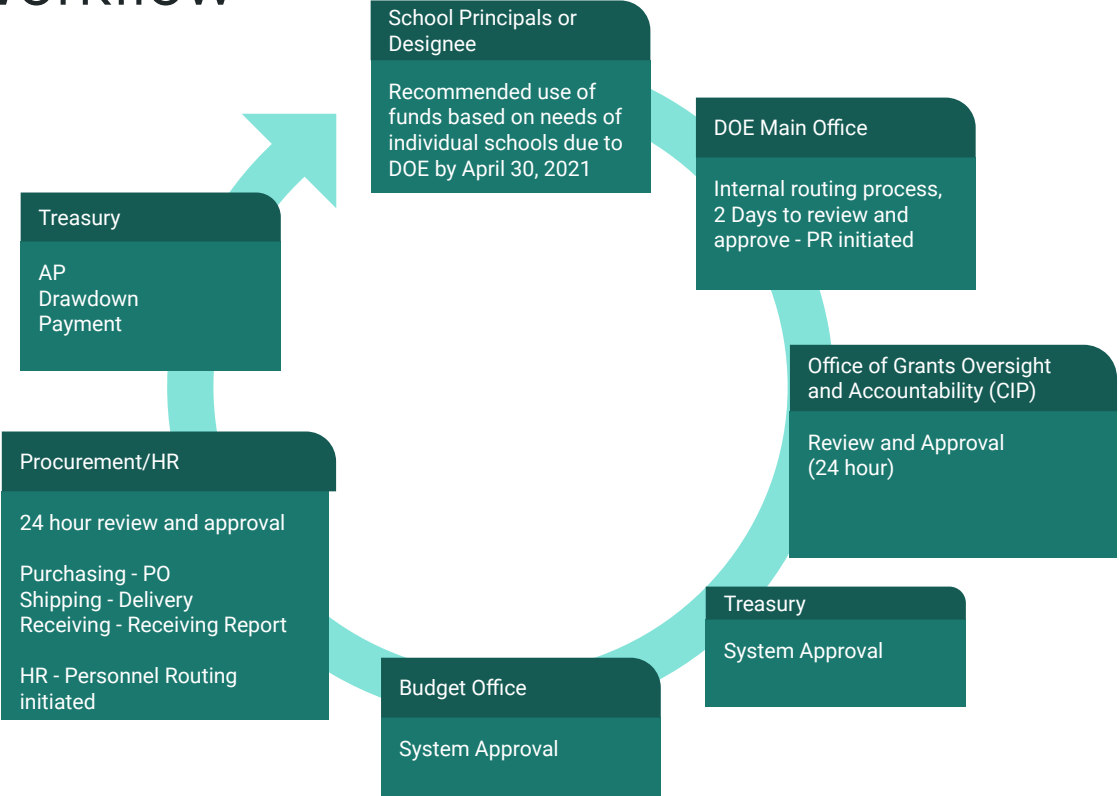 workflow
School Principals or
Designee
Recommended use of
funds based on needs of
individual schools due to
DOE by April 30, 2021
DOE Main Office
Internal routing process,
2 Days to review and
approve - PR initiated
Office of Grants Oversight
and Accountability (CIP)
Review and Approval
(24 hour)
Treasury
System Approval
Budget Office
System Approval
Procurement/HR
24 hour review and approval
Purchasing - PO
Shipping - Delivery
Receiving - Receiving Report
HR - Personnel Routing
initiated
Treasury
AP
Drawdown
Payment